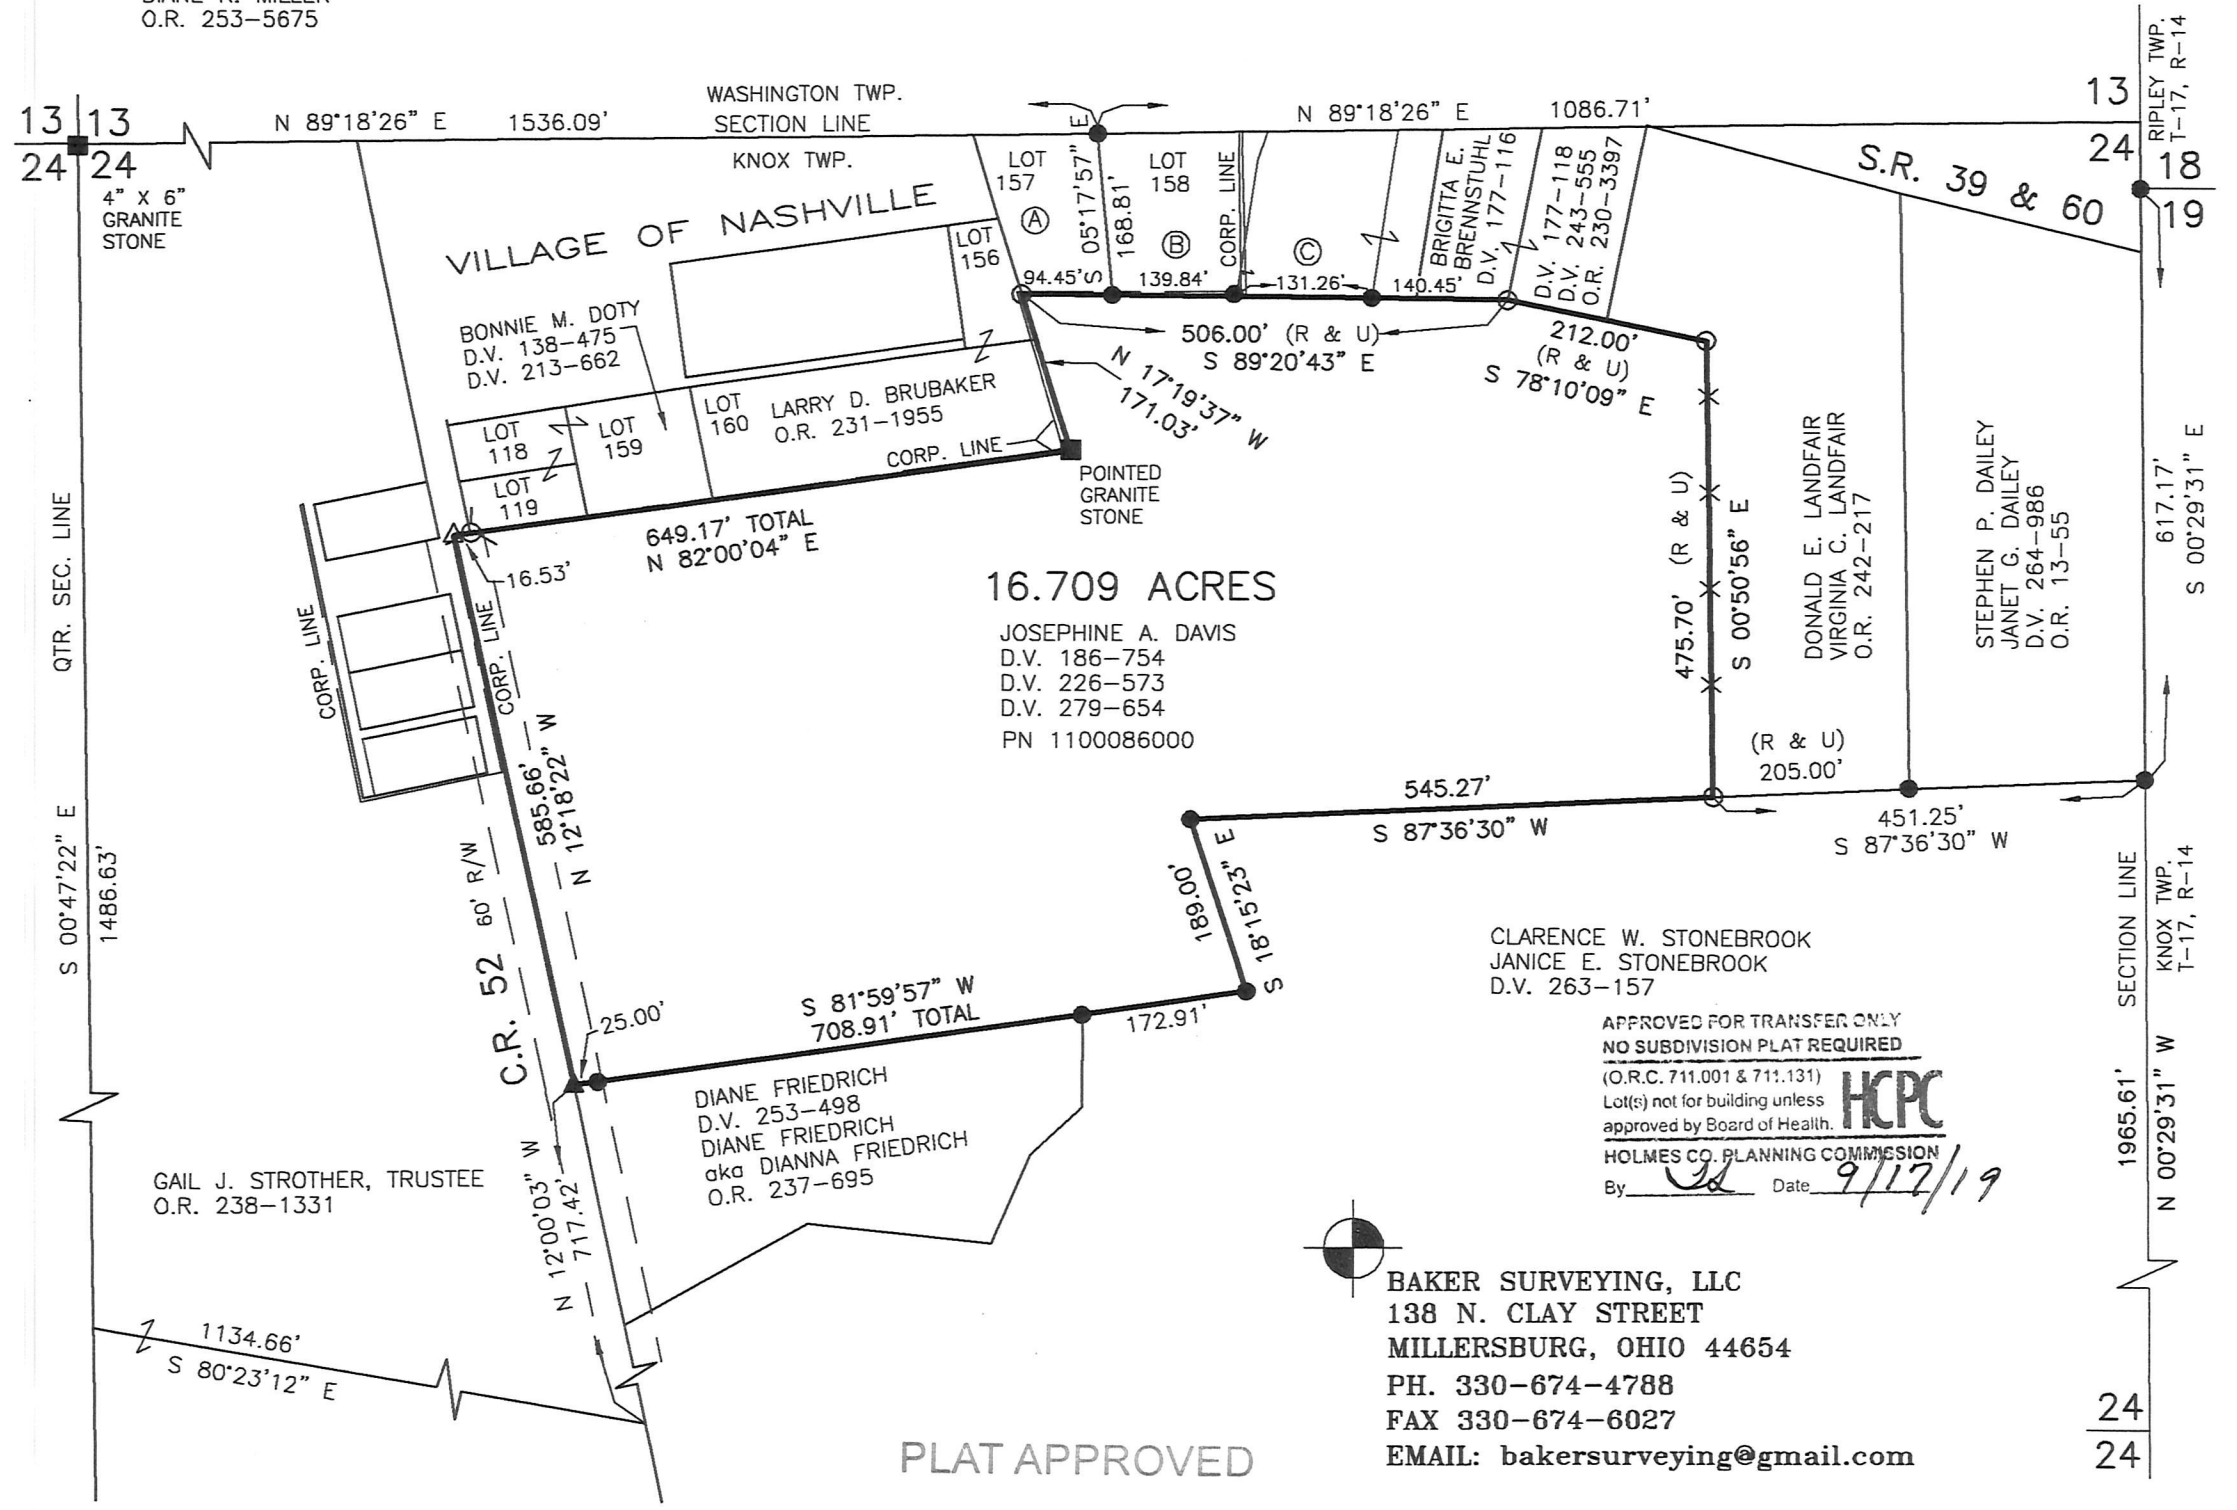 O.R. 253-5675
13 13
24 24
4" X 6"
GRANITE
STONE
N 89°18'26" E 1536.09'
WASHINGTON TWP.
SECTION LINE
KNOX TWP.
N 89°18'26" E 1086.71'
13
24
RIPLEY TWP.
T-17, R-14
18
19
S.R. 39 & 60
VILLAGE OF NASHVILLE
LOT
156
LOT
157
A
S 05°17'57" E
168.81'
LOT
158
B
CORP. LINE
C
BRIGITTA E.
BRENNSTUHL
D.V. 177-116
D.V. 177-118
D.V. 243-555
O.R. 230-3397
94.45'
139.84'
131.26'
140.45'
506.00' (R & U)
S 89°20'43" E
212.00'
(R & U)
S 78°10'09" E
N 17°19'37" W
171.03'
BONNIE M. DOTY
D.V. 138-475
D.V. 213-662
LOT
118
LOT
119
LOT
159
LOT
160
LARRY D. BRUBAKER
O.R. 231-1955
CORP. LINE
POINTED
GRANITE
STONE
649.17' TOTAL
N 82°00'04" E
16.53'
QTR. SEC. LINE
CORP. LINE
CORP. LINE
16.709 ACRES
JOSEPHINE A. DAVIS
D.V. 186-754
D.V. 226-573
D.V. 279-654
PN 1100086000
475.70' (R & U)
S 00°50'56" E
DONALD E. LANDFAIR
VIRGINIA C. LANDFAIR
O.R. 242-217
STEPHEN P. DAILEY
JANET G. DAILEY
D.V. 264-986
O.R. 13-55
617.17'
S 00°29'31" E
(R & U)
205.00'
451.25'
S 87°36'30" W
545.27'
S 87°36'30" W
189.00'
S 18°15'23" E
585.66'
N 12°18'22" W
S 00°47'22" E
1486.63'
C.R. 52 60' R/W
25.00'
S 81°59'57" W
708.91' TOTAL
172.91'
DIANE FRIEDRICH
D.V. 253-498
DIANE FRIEDRICH
aka DIANNA FRIEDRICH
O.R. 237-695
N 12°00'03" W
717.42'
GAIL J. STROTHER, TRUSTEE
O.R. 238-1331
1134.66'
S 80°23'12" E
CLARENCE W. STONEBROOK
JANICE E. STONEBROOK
D.V. 263-157
SECTION LINE
KNOX TWP.
T-17, R-14
1965.61'
N 00°29'31" W
APPROVED FOR TRANSFER ONLY
NO SUBDIVISION PLAT REQUIRED
(O.R.C. 711.001 & 711.131)
Lot(s) not for building unless
approved by Board of Health.
HCPC
HOLMES CO. PLANNING COMMISSION
By Date 9/17/19
BAKER SURVEYING, LLC
138 N. CLAY STREET
MILLERSBURG, OHIO 44654
PH. 330-674-4788
FAX 330-674-6027
EMAIL: bakersurveying@gmail.com
PLAT APPROVED
24
24